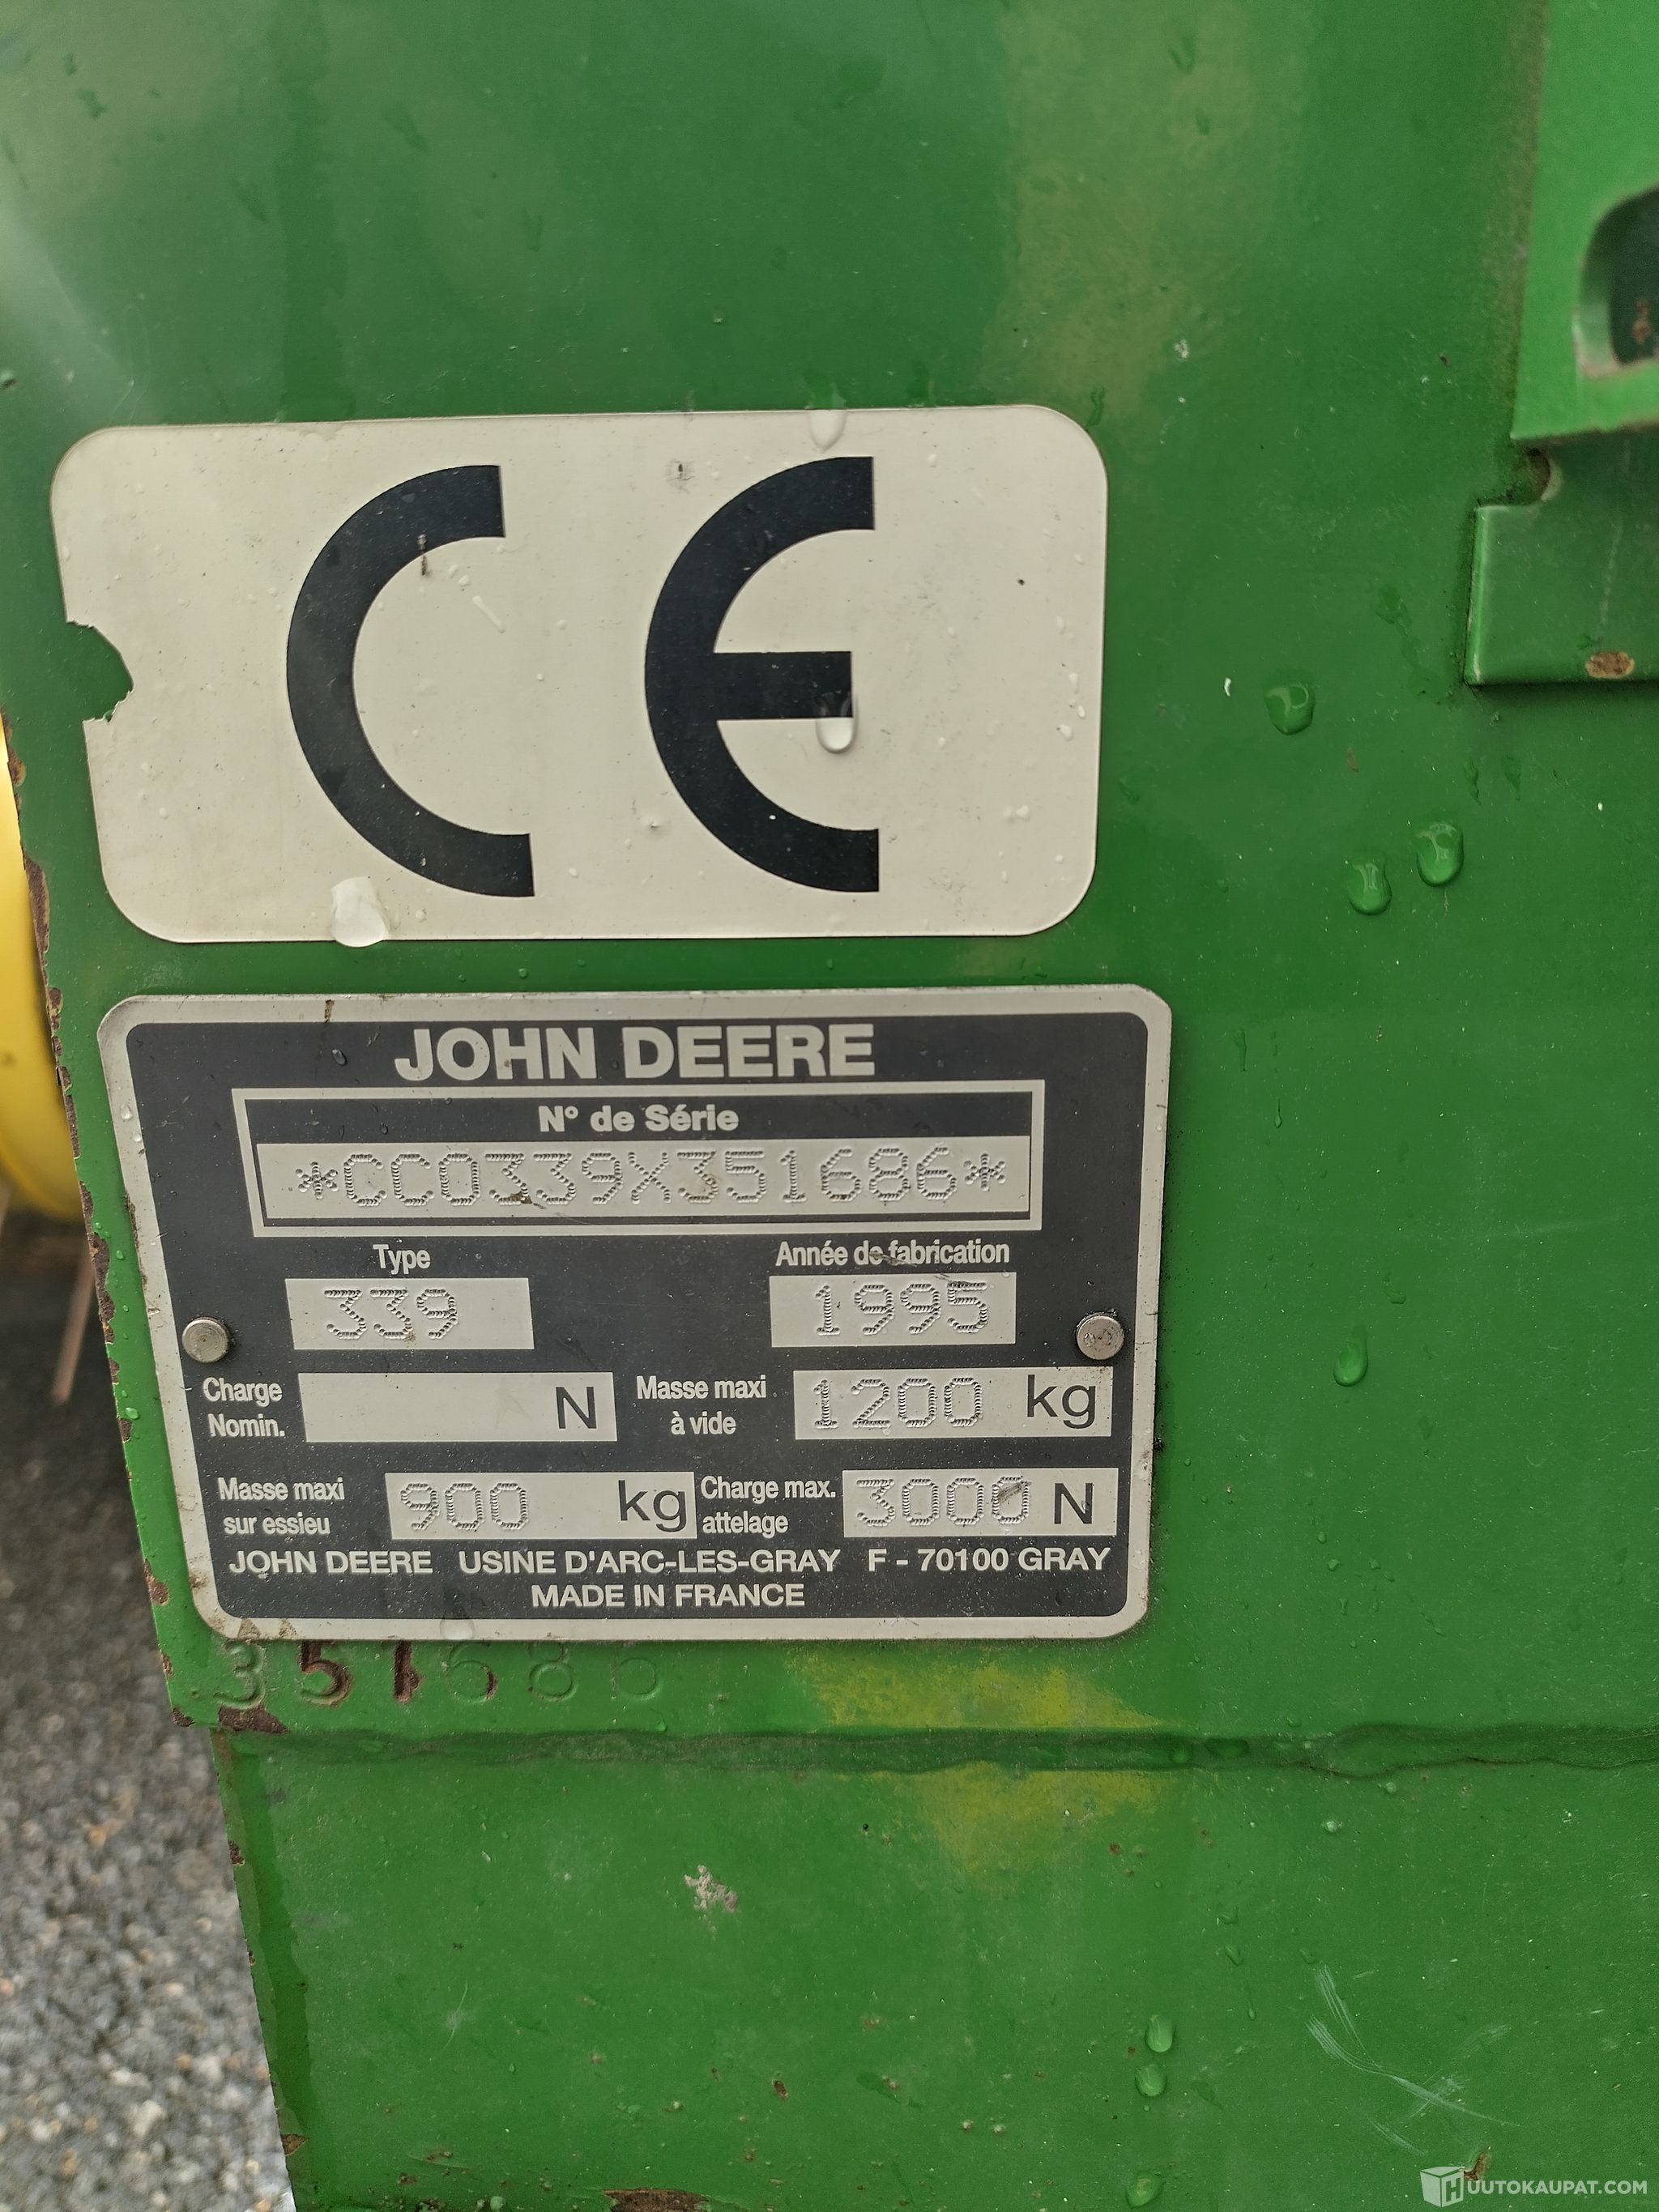 CE
JOHN DEERE
N° de Série
*CC0339X351686*
Type
Année de fabrication
339
1995
Charge Nomin.
N
Masse maxi à vide
1200 kg
Masse maxi sur essieu
900 kg
Charge max. attelage
3000 N
JOHN DEERE USINE D'ARC-LES-GRAY F - 70100 GRAY
MADE IN FRANCE
351686
HUUTOKAUPAT.COM